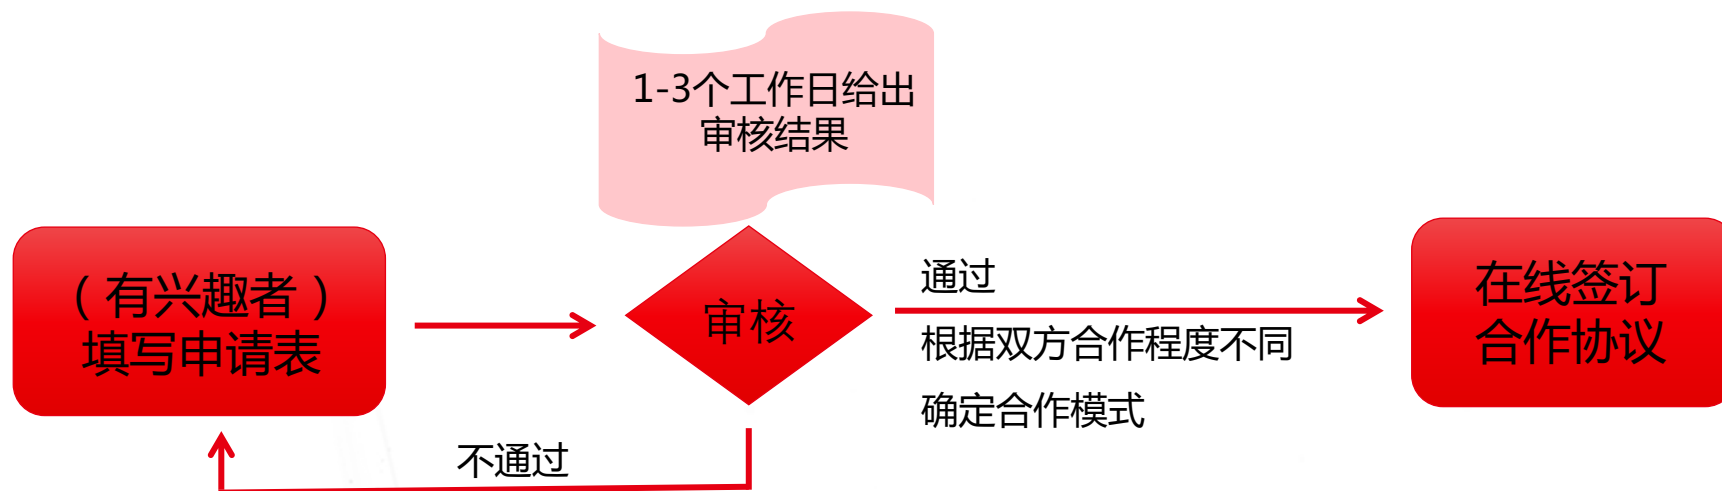 1-3个工作日给出
审核结果
（有兴趣者）
填写申请表
审核
通过
根据双方合作程度不同
确定合作模式
在线签订
合作协议
不通过